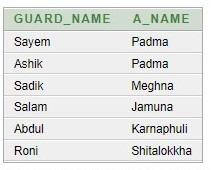 GUARD_NAME A_NAME
Sayem Padma
Ashik Padma
Sadik Meghna
Salam Jamuna
Abdul Karnaphuli
Roni Shitalokkha